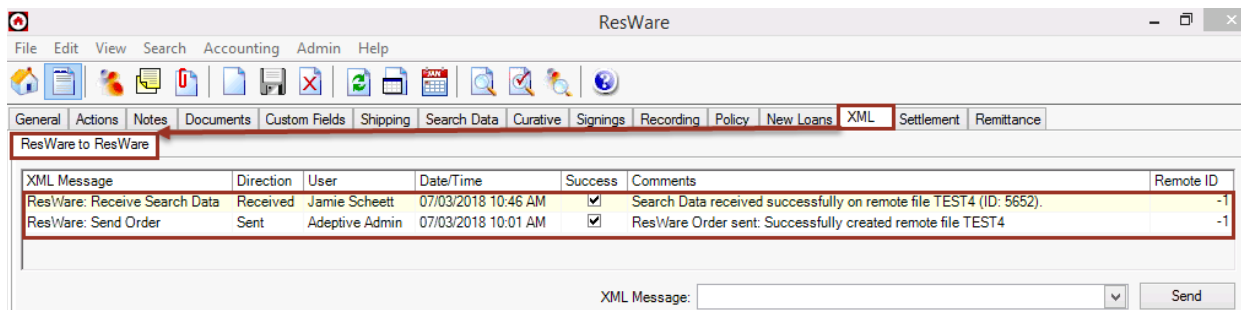 ResWare
File Edit View Search Accounting Admin Help
JAN
General Actions Notes Documents Custom Fields Shipping Search Data Curative Signings Recording Policy New Loans XML Settlement Remittance
ResWare to ResWare
XML Message Direction User Date/Time Success Comments Remote ID
ResWare: Receive Search Data Received Jamie Scheett 07/03/2018 10:46 AM Search Data received successfully on remote file TEST4 (ID: 5652). -1
ResWare: Send Order Sent Adeptive Admin 07/03/2018 10:01 AM ResWare Order sent: Successfully created remote file TEST4 -1
XML Message: Send